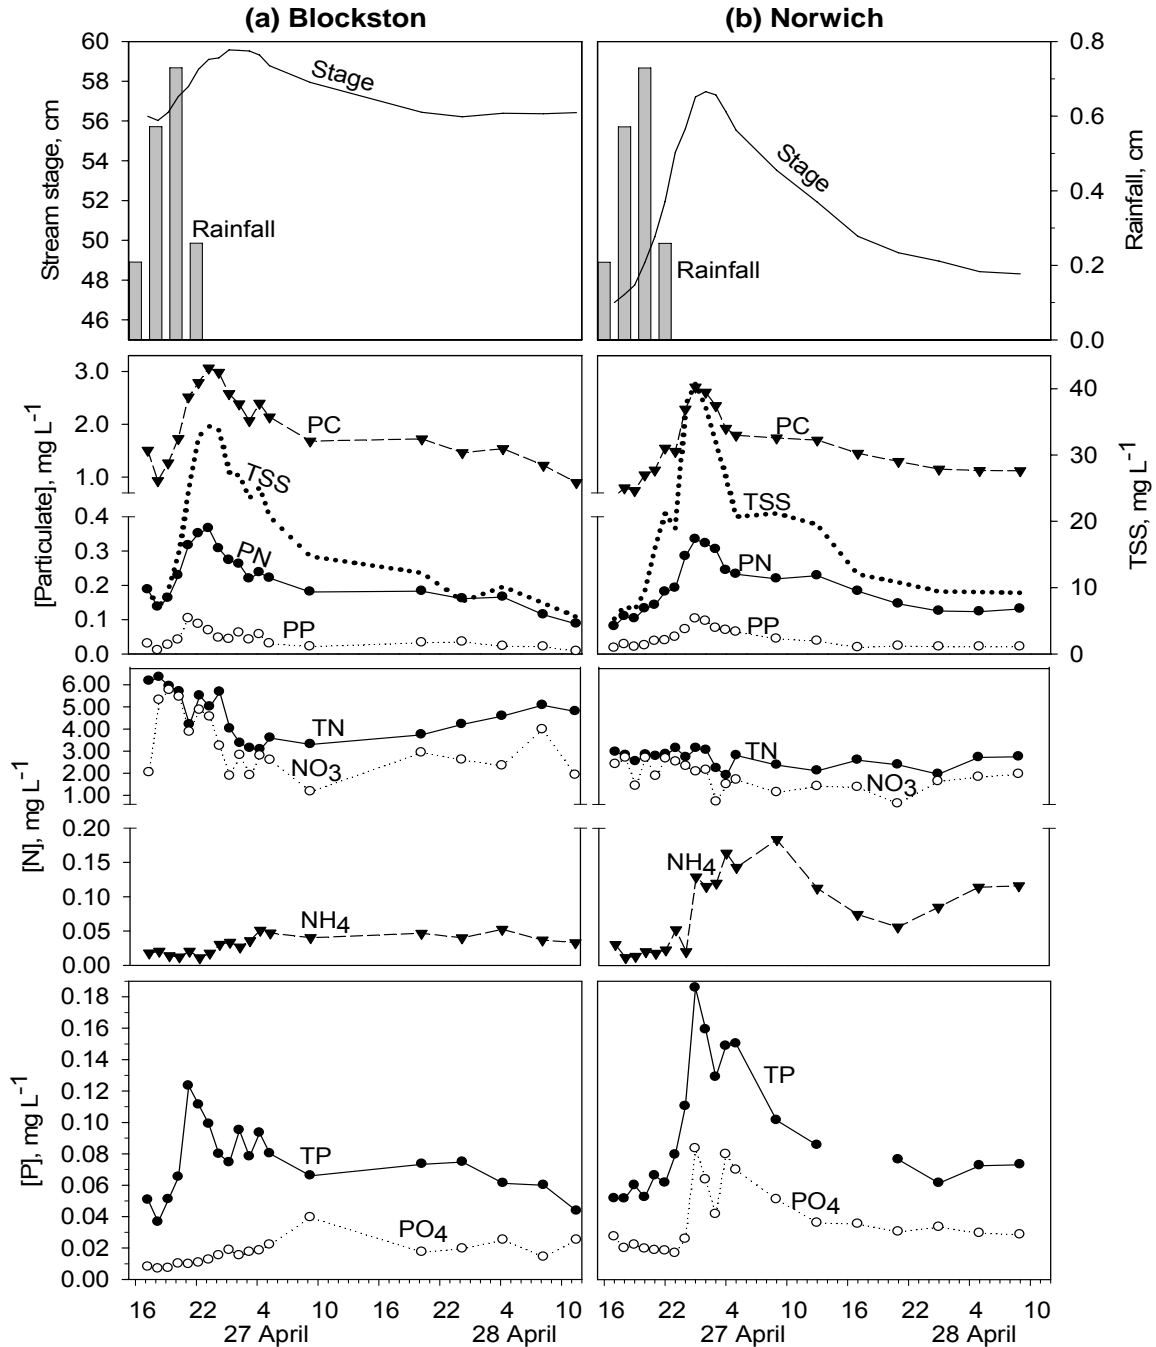 (a) Blockston
(b) Norwich
Stream stage, cm
60
58
56
54
52
50
48
46
Stage
Rainfall
Stage
Rainfall
0.8
0.6
0.4
0.2
0.0
Rainfall, cm
[Particulate], mg L-1
3.0
2.0
1.0
0.4
0.3
0.2
0.1
0.0
PC
TSS
PN
PP
PC
TSS
PN
PP
40
30
20
10
0
TSS, mg L-1
[N], mg L-1
6.00
5.00
4.00
3.00
2.00
1.00
0.20
0.15
0.10
0.05
0.00
TN
NO3
NH4
TN
NO3
NH4
[P], mg L-1
0.18
0.16
0.14
0.12
0.10
0.08
0.06
0.04
0.02
0.00
TP
PO4
TP
PO4
16 22 4 10 16 22 4 10
27 April 28 April
16 22 4 10 16 22 4 10
27 April 28 April